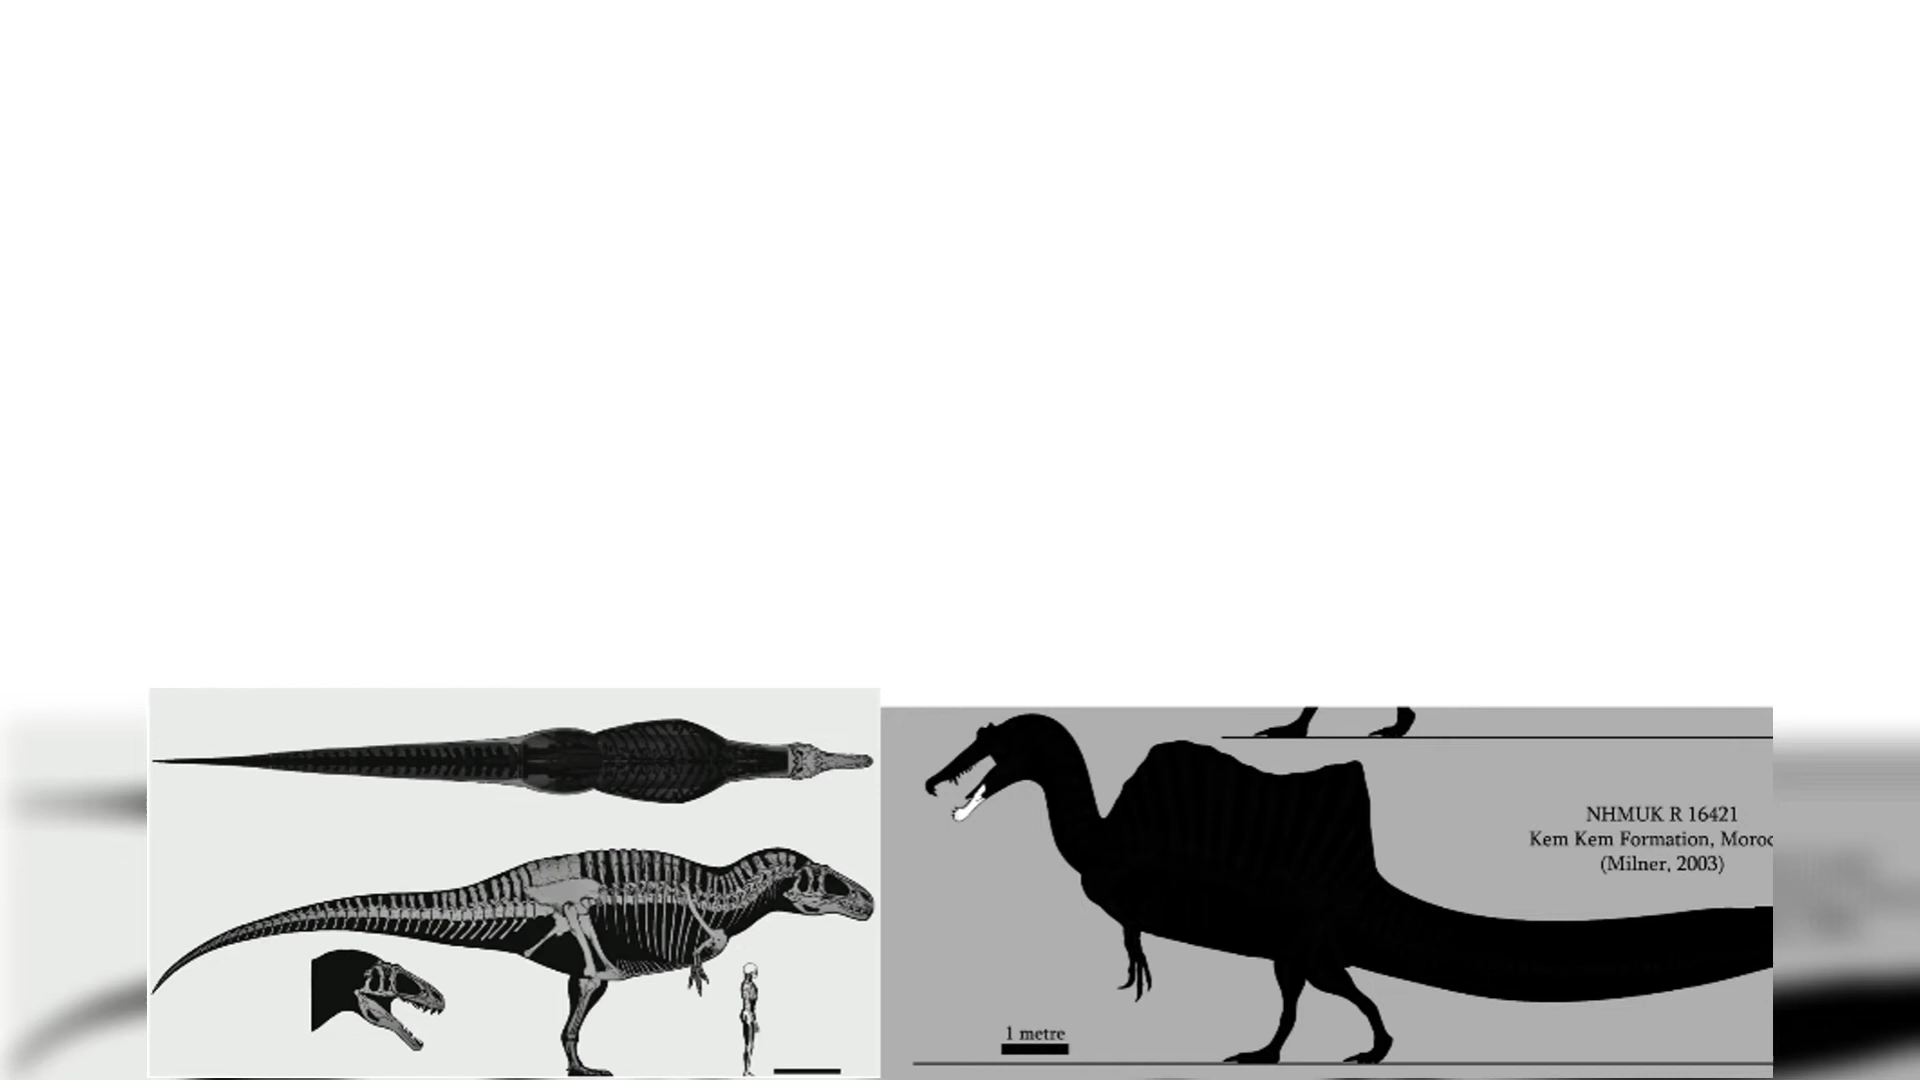 NHMUK R 16421
Kem Kem Formation, Moroc
(Milner, 2003)
1 metre